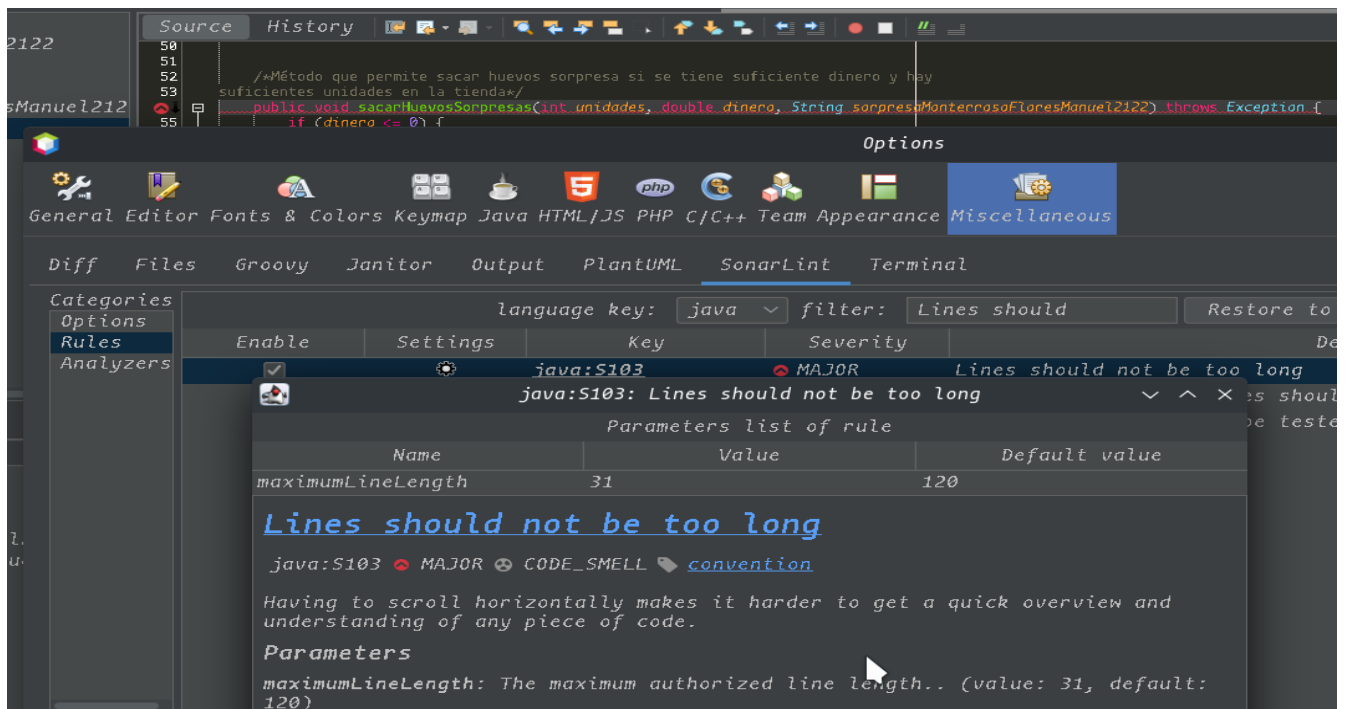 Source History
2122
50
51
52 /*Método que permite sacar huevos sorpresa si se tiene suficiente dinero y hay
53 suficientes unidades en la tienda*/
sManuel212
public void sacarHuevosSorpresas(int unidades, double dinero, String sorpresaMonterrosoFloresManuel2122) throws Exception {
55 if (dinero <= 0) {
Options
General Editor Fonts & Colors Keymap Java HTML/JS PHP C/C++ Team Appearance Miscellaneous
php
Diff Files Groovy Janitor Output PlantUML SonarLint Terminal
Categories
Options
Rules
Analyzers
language key: java filter: Lines should Restore to
Enable Settings Key Severity De
java:S103 MAJOR Lines should not be too long
java:S103: Lines should not be too long
es shoul
be teste
Parameters list of rule
Name Value Default value
maximumLineLength 31 120
Lines should not be too long
java:S103 MAJOR CODE_SMELL convention
Having to scroll horizontally makes it harder to get a quick overview and
understanding of any piece of code.
Parameters
maximumLineLength: The maximum authorized line length.. (value: 31, default:
120)